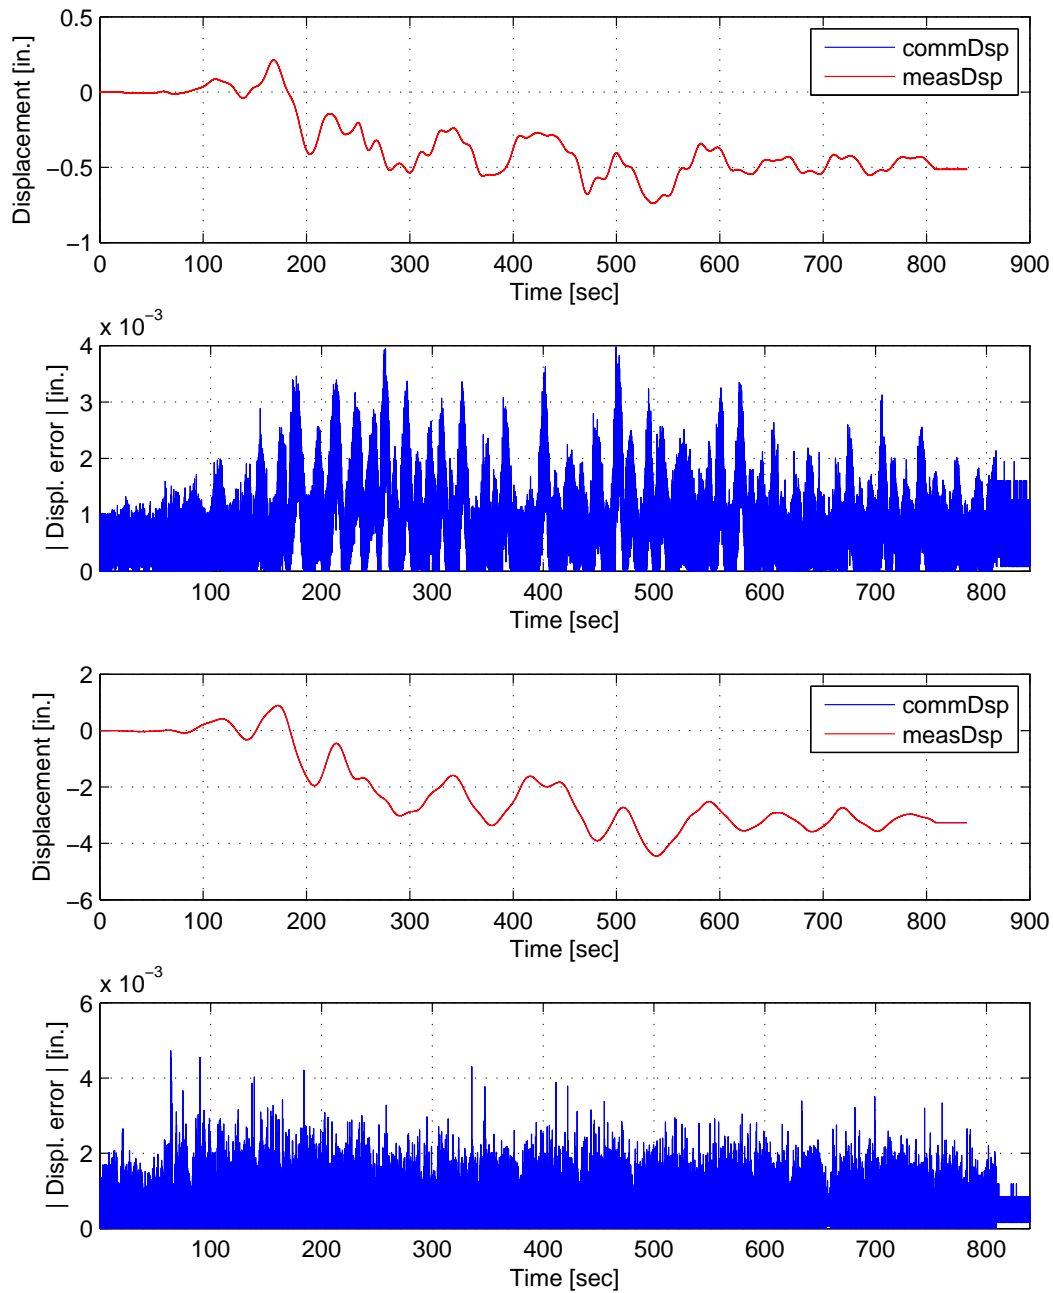 0.5
0
−0.5
−1
Displacement [in.]
commDsp
measDsp
0 100 200 300 400 500 600 700 800 900
Time [sec]
x 10−3
4
3
2
1
0
| Displ. error | [in.]
100 200 300 400 500 600 700 800
Time [sec]
2
0
−2
−4
−6
Displacement [in.]
commDsp
measDsp
0 100 200 300 400 500 600 700 800 900
Time [sec]
x 10−3
6
4
2
0
| Displ. error | [in.]
100 200 300 400 500 600 700 800
Time [sec]